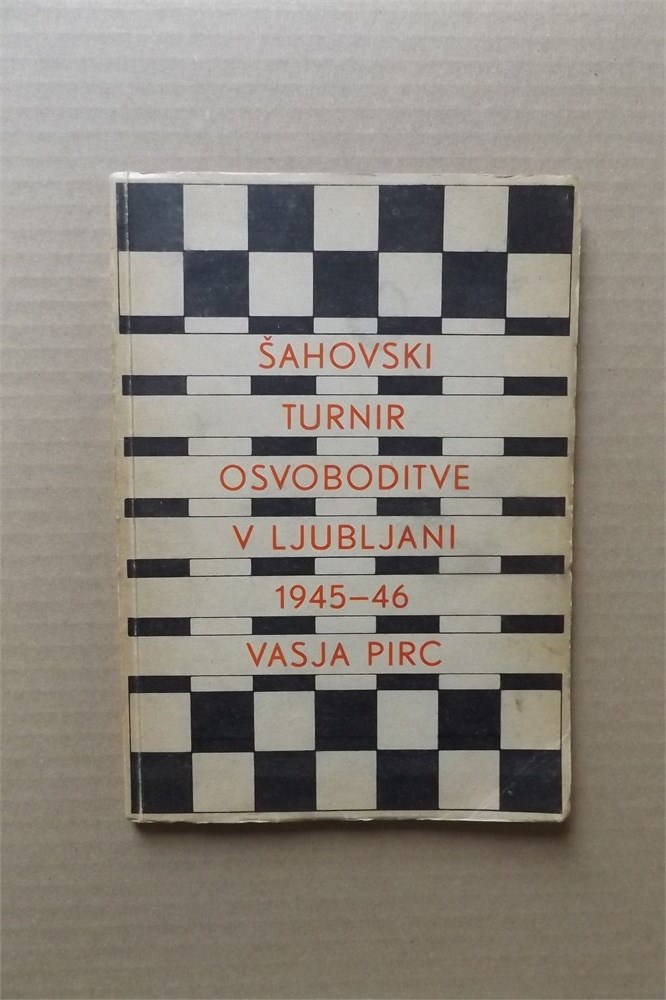 ŠAHOVSKI
TURNIR
OSVOBODITVE
V LJUBLJANI
1945–46
VASJA PIRC